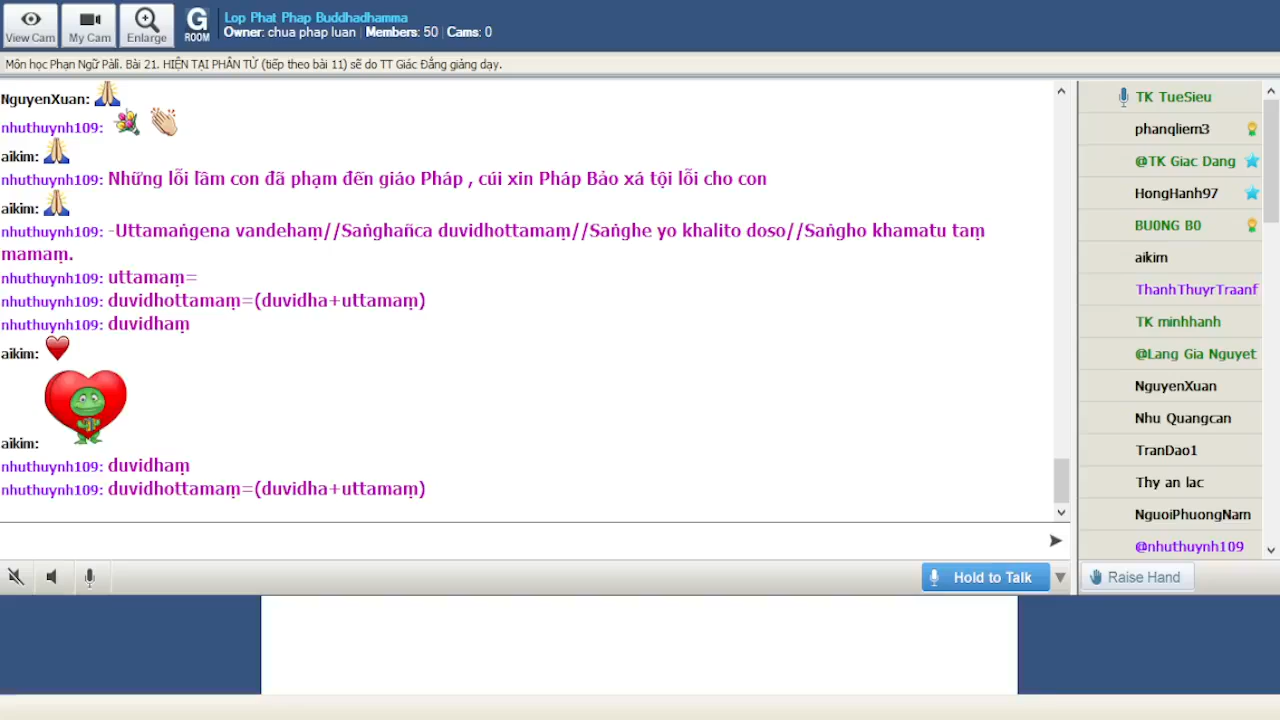 View Cam
My Cam
Enlarge
G
ROOM
Lop Phat Phap Buddhadhamma
Owner: chua phap luan | Members: 50 | Cams: 0
Môn học Phạn Ngữ Pāli. Bài 21. HIỆN TẠI PHÂN TỪ (tiếp theo bài 11) sẽ do TT Giác Đẳng giảng dạy.
NguyenXuan:
nhuthuynh109:
aikim:
nhuthuynh109: Những lỗi lầm con đã phạm đến giáo Pháp , cúi xin Pháp Bảo xá tội lỗi cho con
aikim:
nhuthuynh109: -Uttamaṅgena vandehaṃ//Saṅghañca duvidhottamaṃ//Saṅghe yo khalito doso//Saṅgho khamatu taṃ
mamaṃ.
nhuthuynh109: uttamaṃ=
nhuthuynh109: duvidhottamaṃ=(duvidha+uttamaṃ)
nhuthuynh109: duvidhaṃ
aikim:
aikim:
nhuthuynh109: duvidhaṃ
nhuthuynh109: duvidhottamaṃ=(duvidha+uttamaṃ)
Hold to Talk
TK TueSieu
phanqliem3
@TK Giac Dang
HongHanh97
BU0NG B0
aikim
ThanhThuyrTraanf
TK minhhanh
@Lang Gia Nguyet
NguyenXuan
Nhu Quangcan
TranDao1
Thy an lac
NguoiPhuongNam
@nhuthuynh109
Raise Hand